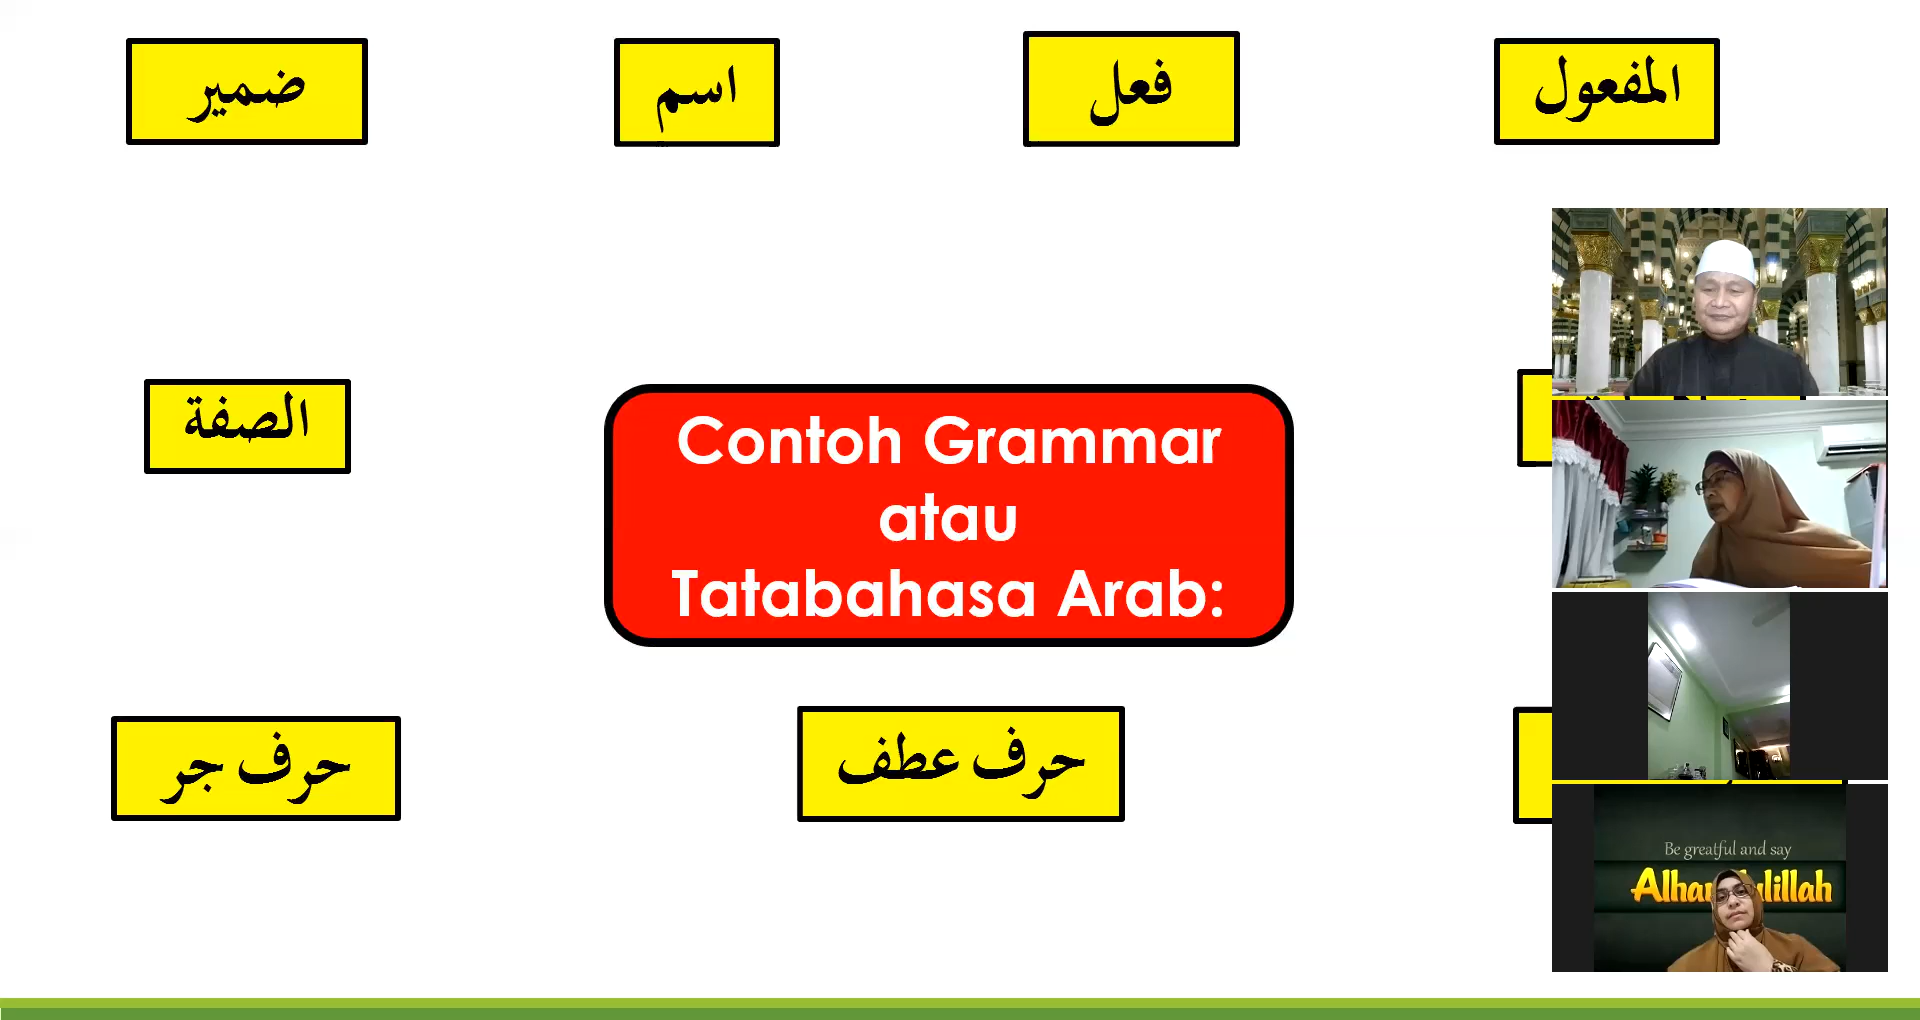 ضمير
اسم
فعل
المفعول
الصفة
Contoh Grammar
atau
Tatabahasa Arab:
حرف جر
حرف عطف
Be greatful and say